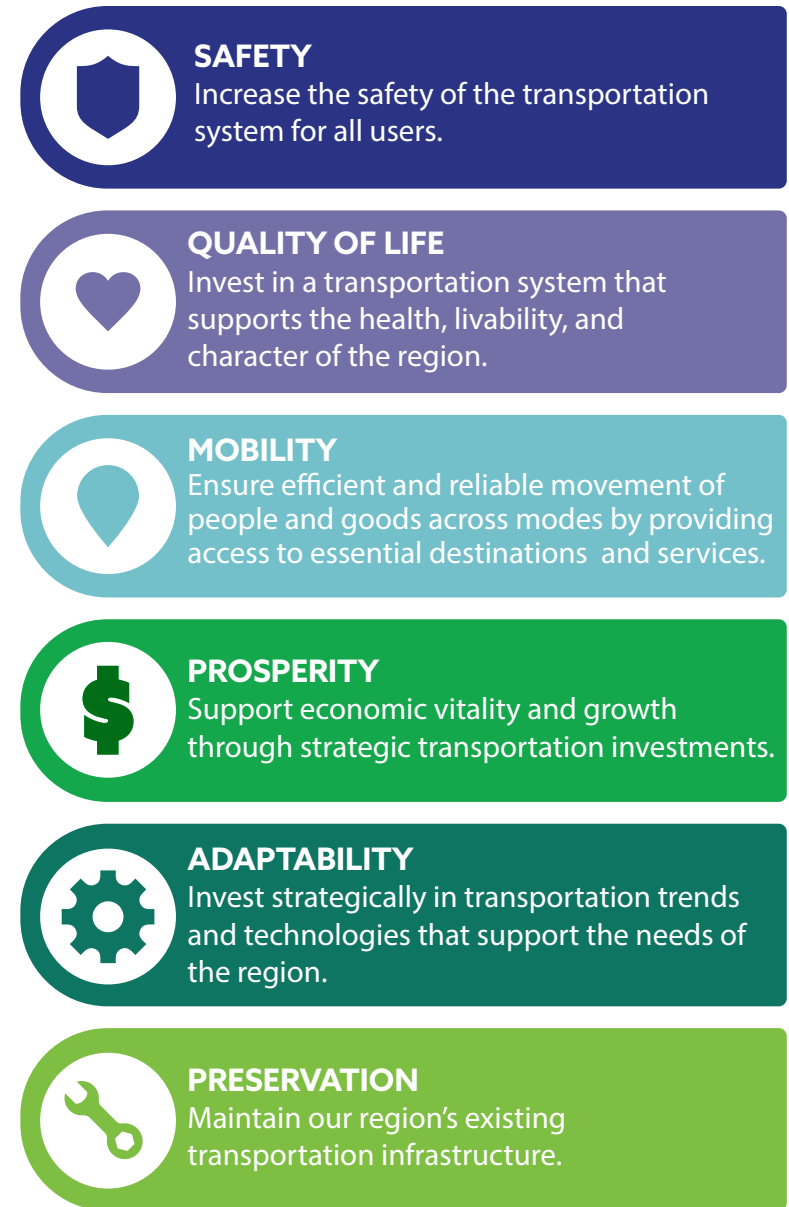 SAFETY
Increase the safety of the transportation
system for all users.
QUALITY OF LIFE
Invest in a transportation system that
supports the health, livability, and
character of the region.
MOBILITY
Ensure efficient and reliable movement of
people and goods across modes by providing
access to essential destinations  and services.
PROSPERITY
Support economic vitality and growth
through strategic transportation investments.
ADAPTABILITY
Invest strategically in transportation trends
and technologies that support the needs of
the region.
PRESERVATION
Maintain our region’s existing
transportation infrastructure.